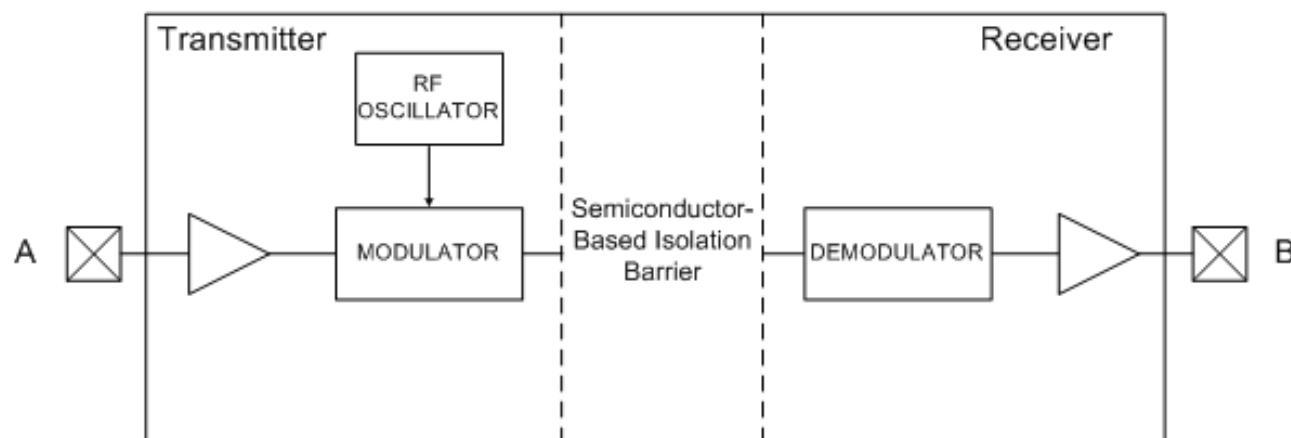 Transmitter
Receiver
RF
OSCILLATOR
A
MODULATOR
Semiconductor-
Based Isolation
Barrier
DEMODULATOR
B